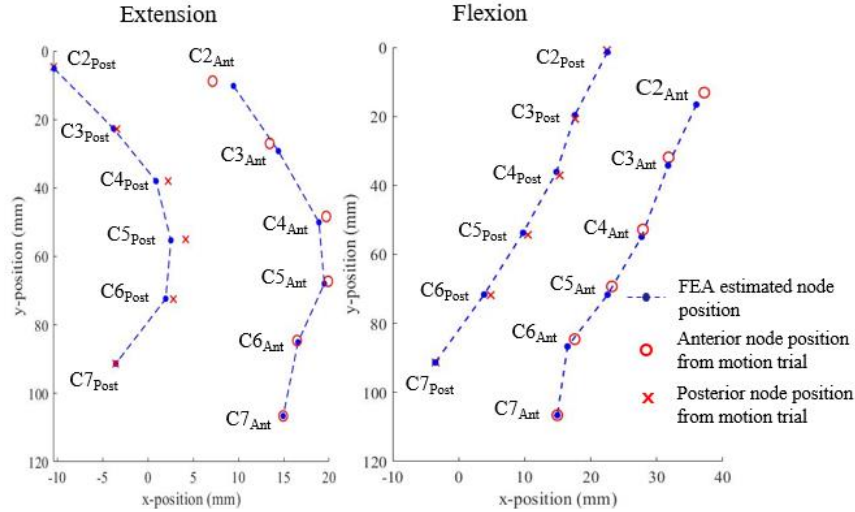 Extension
Flexion
0
20
40
60
80
100
120
y-position (mm)
-10
-5
0
5
10
15
20
x-position (mm)
C2Post
C3Post
C4Post
C5Post
C6Post
C7Post
C2Ant
C3Ant
C4Ant
C5Ant
C6Ant
C7Ant
0
20
40
60
80
100
120
y-position (mm)
-10
0
10
20
30
40
x-position (mm)
C2Post
C3Post
C4Post
C5Post
C6Post
C7Post
C2Ant
C3Ant
C4Ant
C5Ant
C6Ant
C7Ant
FEA estimated node
position
Anterior node position
from motion trial
Posterior node position
from motion trial